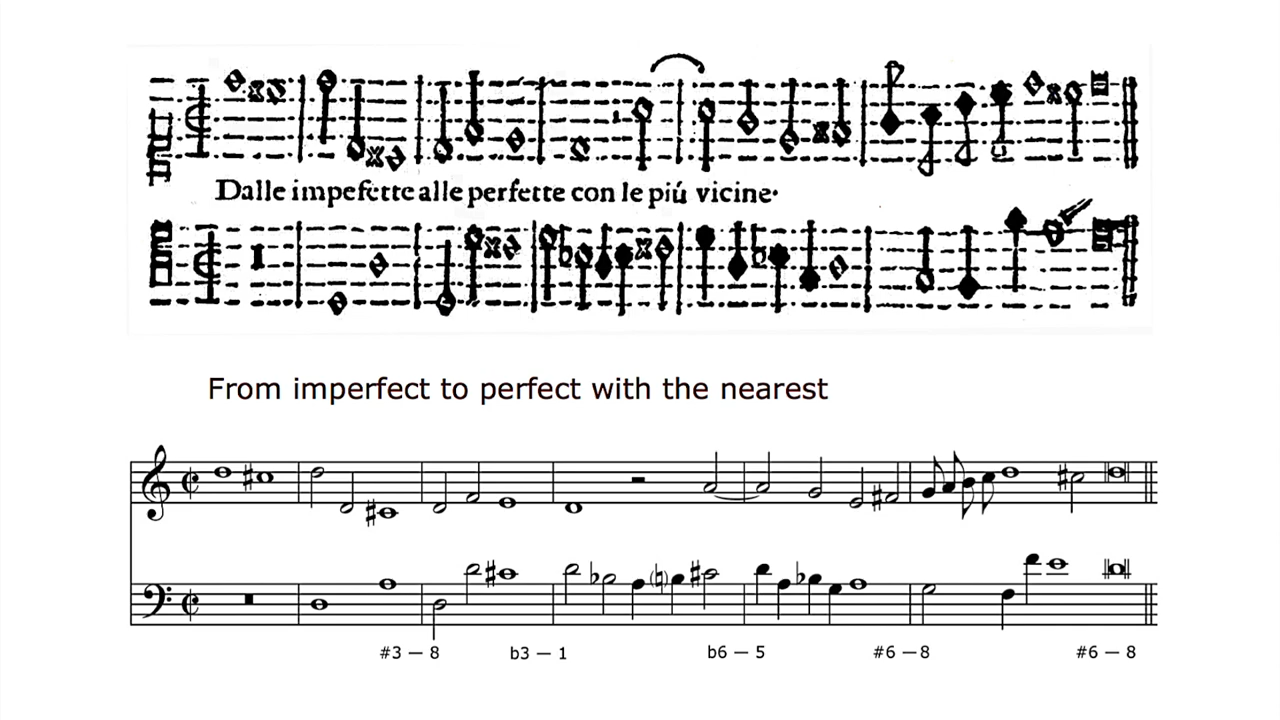 Dalle impefette alle perfette con le piú vicine.
From imperfect to perfect with the nearest
#3 — 8 b3 — 1 b6 — 5 #6 — 8 #6 — 8